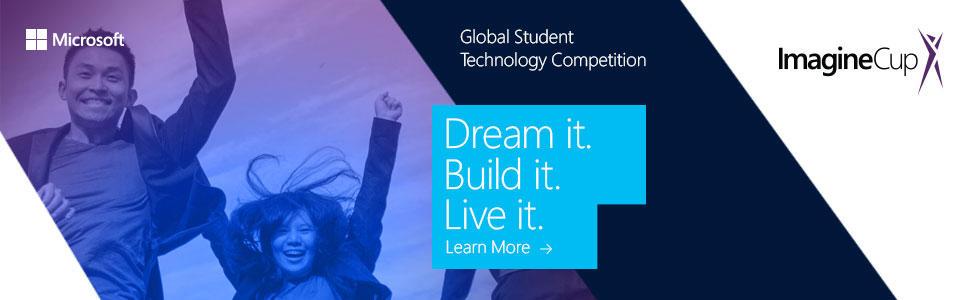 Microsoft
Global Student
Technology Competition
ImagineCup
Dream it.
Build it.
Live it.
Learn More →